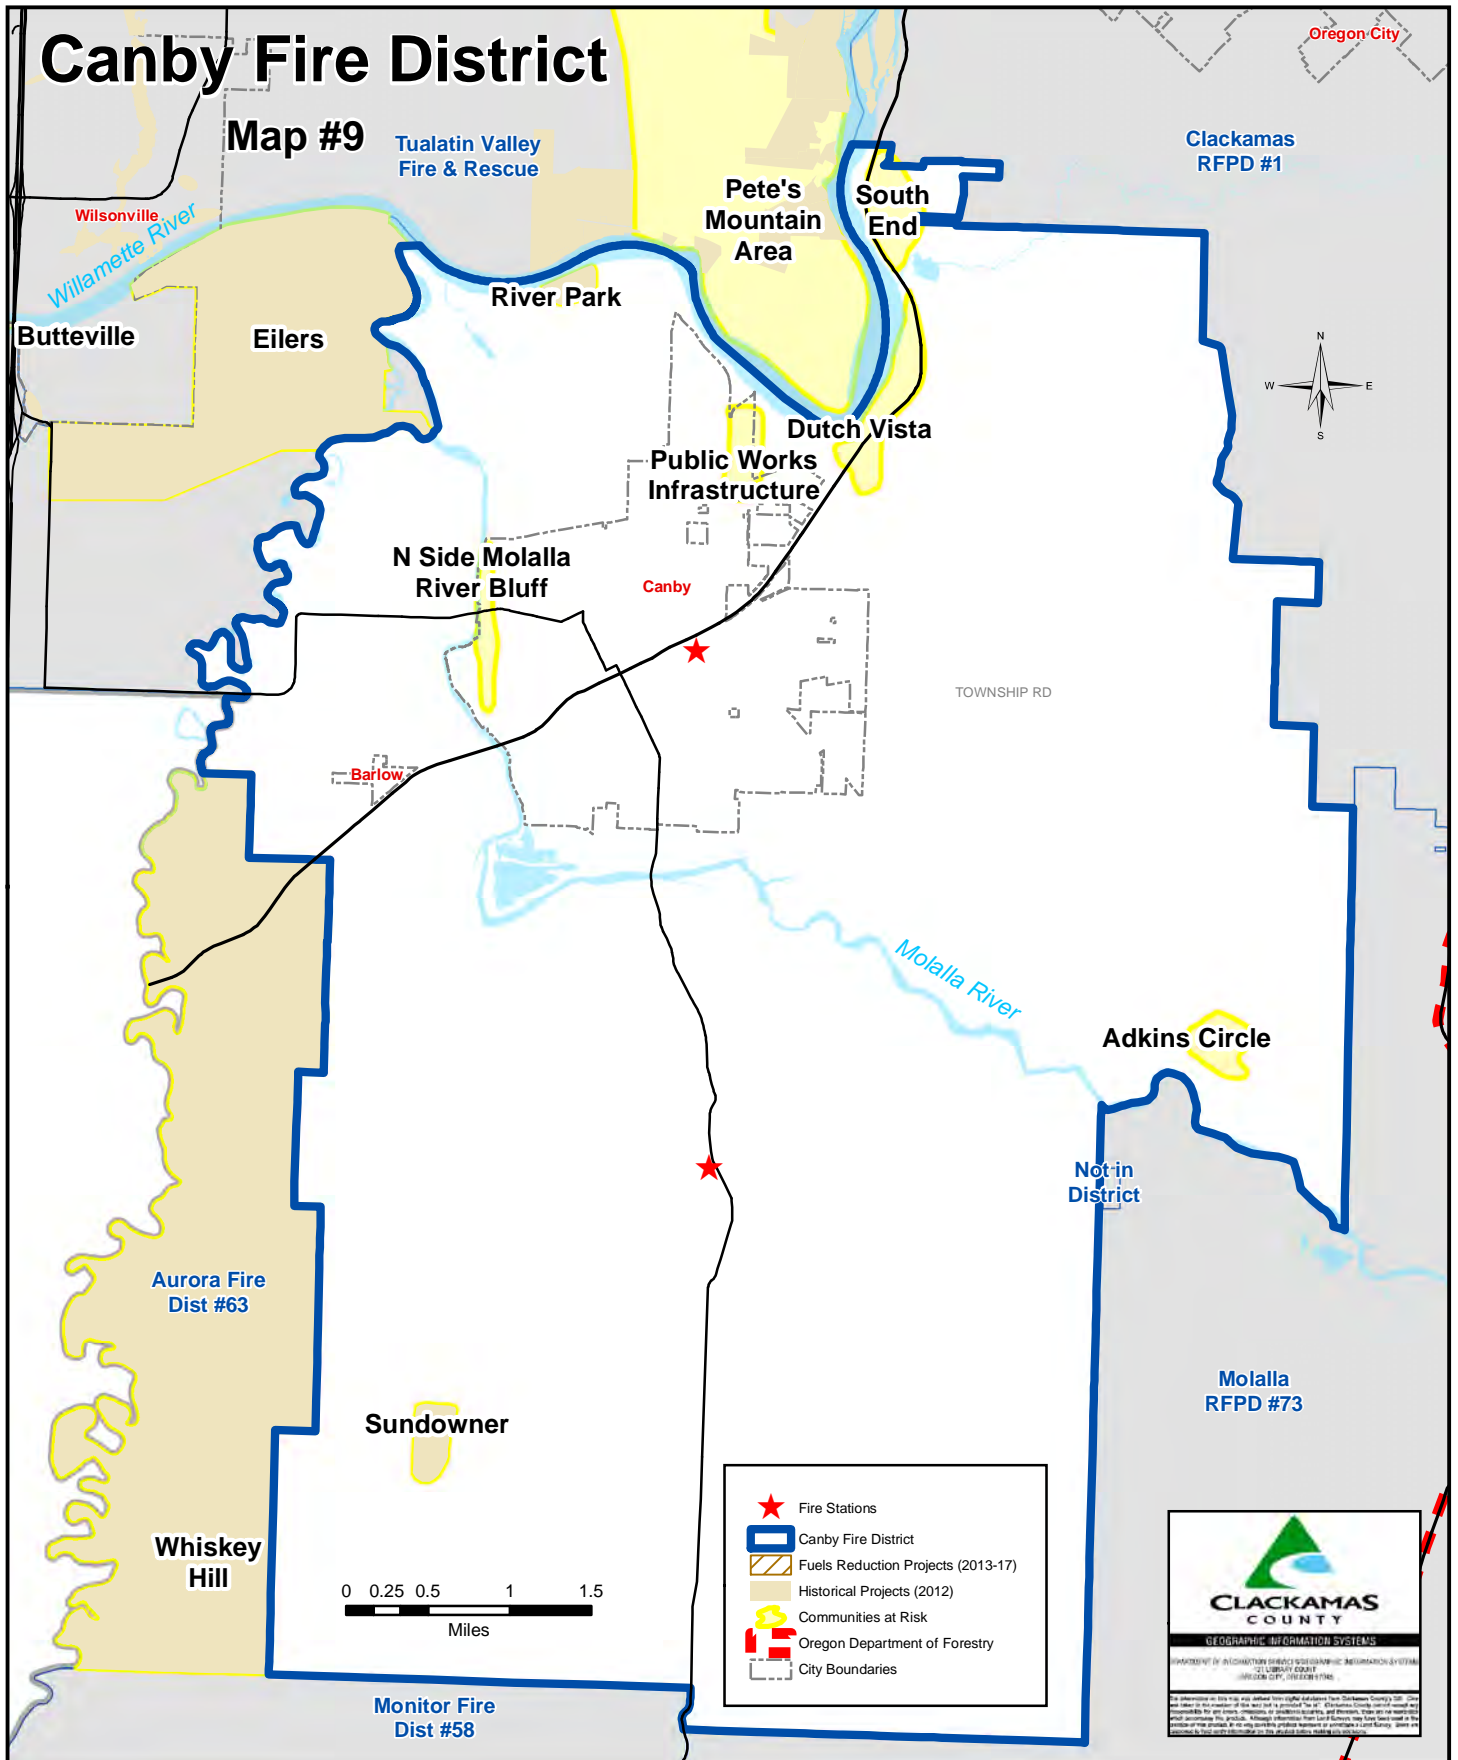 Canby Fire District
Map #9
Oregon City
Tualatin Valley
Fire & Rescue
Clackamas
RFPD #1
Wilsonville
Willamette River
Pete's
Mountain
Area
South
End
River Park
Butteville
Eilers
N
W
E
S
Dutch Vista
Public Works
Infrastructure
N Side Molalla
River Bluff
Canby
TOWNSHIP RD
Barlow
Molalla River
Adkins Circle
Not in
District
Aurora Fire
Dist #63
Molalla
RFPD #73
Sundowner
Whiskey
Hill
0 0.25 0.5 1 1.5
Miles
Fire Stations
Canby Fire District
Fuels Reduction Projects (2013-17)
Historical Projects (2012)
Communities at Risk
Oregon Department of Forestry
City Boundaries
Monitor Fire
Dist #58
CLACKAMAS
COUNTY
GEOGRAPHIC INFORMATION SYSTEMS